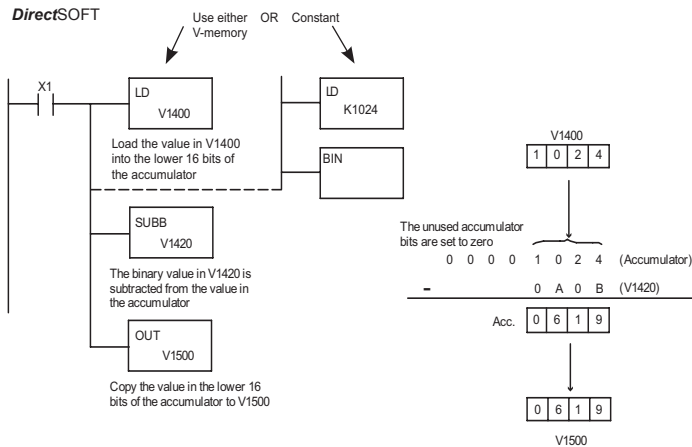 DirectSOFT
Use either OR Constant
V-memory
X1
LD
V1400
Load the value in V1400
into the lower 16 bits of
the accumulator
LD
K1024
BIN
SUBB
V1420
The binary value in V1420 is
subtracted from the value in
the accumulator
OUT
V1500
Copy the value in the lower 16
bits of the accumulator to V1500
V1400
1 0 2 4
The unused accumulator
bits are set to zero
0 0 0 0 1 0 2 4 (Accumulator)
- 0 A 0 B (V1420)
Acc. 0 6 1 9
0 6 1 9
V1500